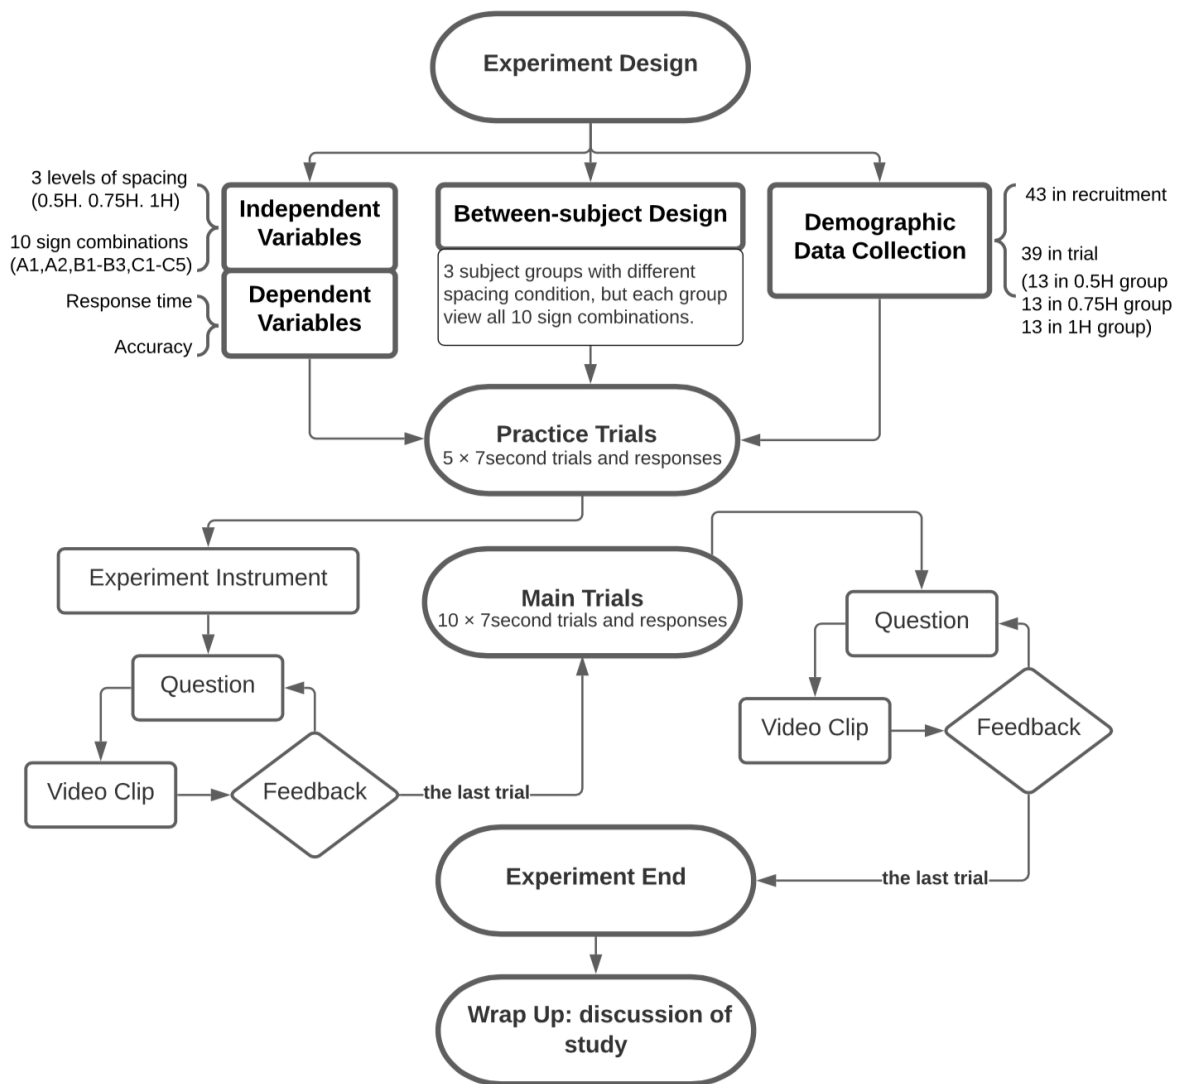 Experiment Design
3 levels of spacing
(0.5H. 0.75H. 1H)
10 sign combinations
(A1,A2,B1-B3,C1-C5)
Independent
Variables
Response time
Accuracy
Dependent
Variables
Between-subject Design
3 subject groups with different
spacing condition, but each group
view all 10 sign combinations.
Demographic
Data Collection
43 in recruitment
39 in trial
(13 in 0.5H group
13 in 0.75H group
13 in 1H group)
Practice Trials
5 × 7second trials and responses
Experiment Instrument
Question
Video Clip
Feedback
the last trial
Main Trials
10 × 7second trials and responses
Question
Video Clip
Feedback
the last trial
Experiment End
Wrap Up: discussion of
study